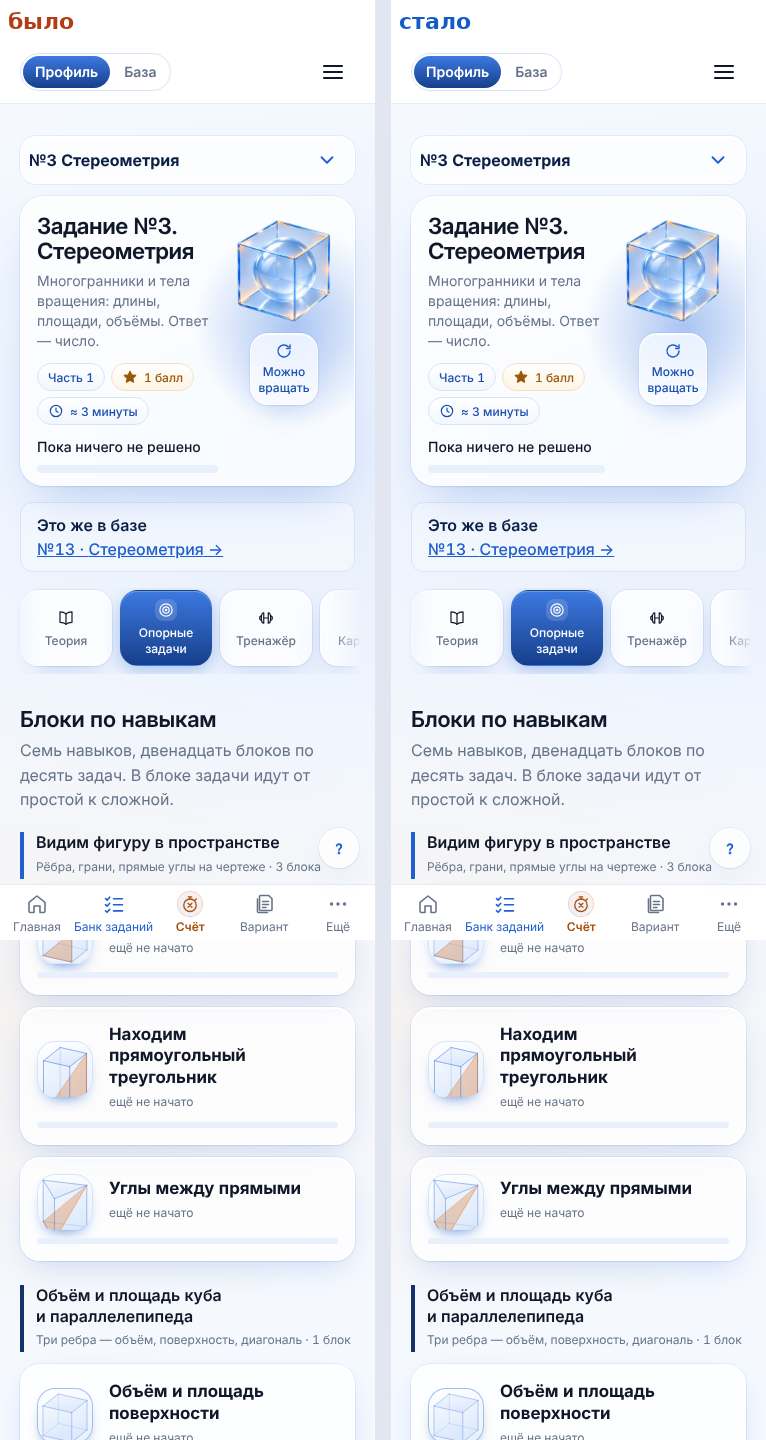 было
Профиль
База
№3 Стереометрия
Задание №3.
Стереометрия
Многогранники и тела
вращения: длины,
площади, объёмы. Ответ
— число.
Можно
вращать
Часть 1
1 балл
≈ 3 минуты
Пока ничего не решено
Это же в базе
№13 · Стереометрия →
Теория
Опорные
задачи
Тренажёр
Блоки по навыкам
Семь навыков, двенадцать блоков по
десять задач. В блоке задачи идут от
простой к сложной.
Видим фигуру в пространстве
Рёбра, грани, прямые углы на чертеже · 3 блока
?
Главная
Банк заданий
Счёт
Вариант
Ещё
ещё не начато
Находим
прямоугольный
треугольник
ещё не начато
Углы между прямыми
ещё не начато
Объём и площадь куба
и параллелепипеда
Три ребра — объём, поверхность, диагональ · 1 блок
Объём и площадь
поверхности
ещё не начато
стало
Профиль
База
№3 Стереометрия
Задание №3.
Стереометрия
Многогранники и тела
вращения: длины,
площади, объёмы. Ответ
— число.
Можно
вращать
Часть 1
1 балл
≈ 3 минуты
Пока ничего не решено
Это же в базе
№13 · Стереометрия →
Теория
Опорные
задачи
Тренажёр
Блоки по навыкам
Семь навыков, двенадцать блоков по
десять задач. В блоке задачи идут от
простой к сложной.
Видим фигуру в пространстве
Рёбра, грани, прямые углы на чертеже · 3 блока
?
Главная
Банк заданий
Счёт
Вариант
Ещё
ещё не начато
Находим
прямоугольный
треугольник
ещё не начато
Углы между прямыми
ещё не начато
Объём и площадь куба
и параллелепипеда
Три ребра — объём, поверхность, диагональ · 1 блок
Объём и площадь
поверхности
ещё не начато